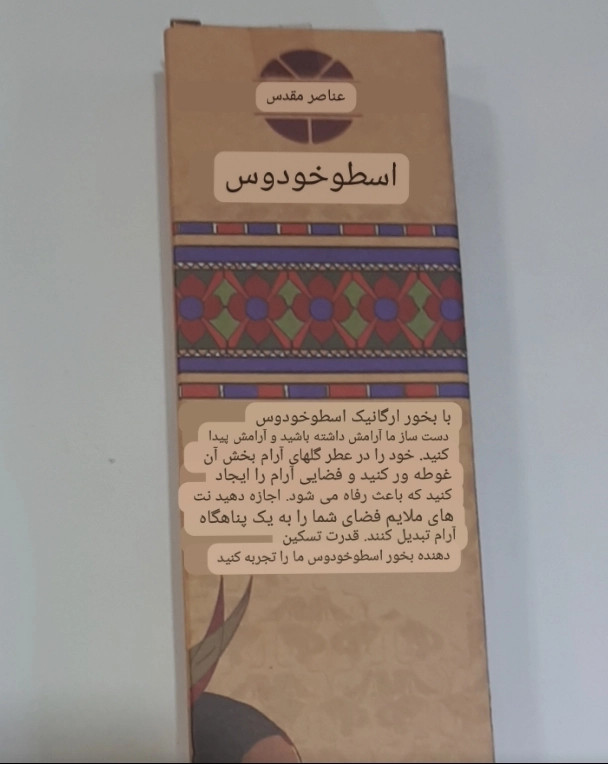 عناصر مقدس
اسطوخودوس
با بخور ارگانیک اسطوخودوس
دست ساز ما آرامش داشته باشید و آرامش پیدا
کنید. خود را در عطر گلهای آرام بخش آن
غوطه ور کنید و فضایی آرام را ایجاد
کنید که باعث رفاه می شود. اجازه دهید نت
های ملایم فضای شما را به یک پناهگاه
آرام تبدیل کنند. قدرت تسکین
دهنده بخور اسطوخودوس ما را تجربه کنید